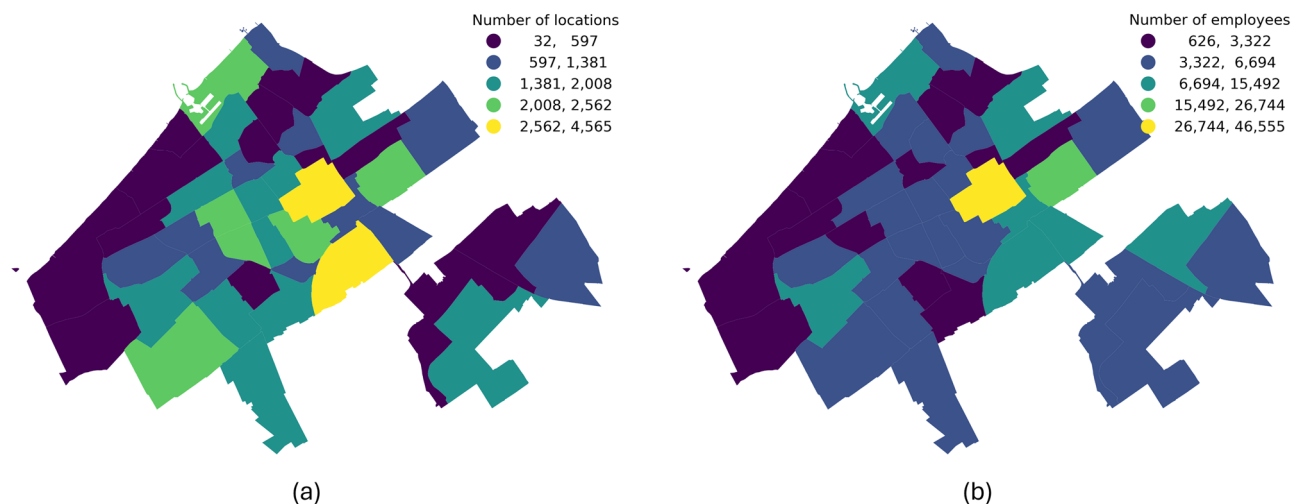 Number of locations
32, 597
597, 1,381
1,381, 2,008
2,008, 2,562
2,562, 4,565
(a)
Number of employees
626, 3,322
3,322, 6,694
6,694, 15,492
15,492, 26,744
26,744, 46,555
(b)